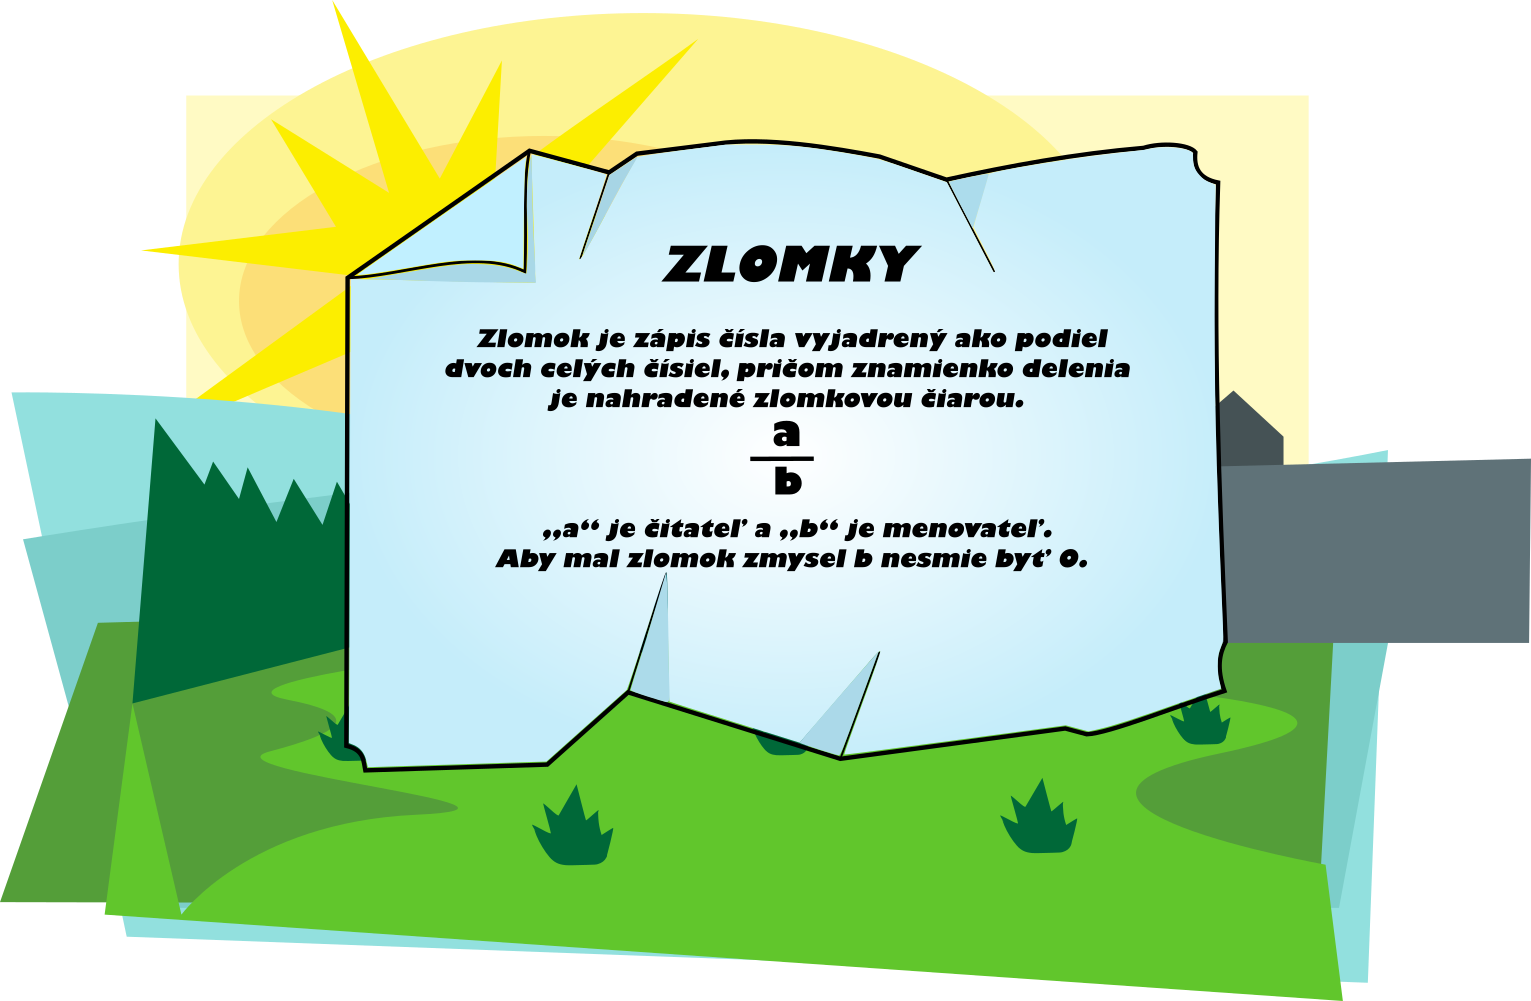 ZLOMKY
Zlomok je zápis čísla vyjadrený ako podiel
dvoch celých čísiel, pričom znamienko delenia
je nahradené zlomkovou čiarou.
a
b
,,a“ je čitateľ a ,,b“ je menovateľ.
Aby mal zlomok zmysel b nesmie byť 0.